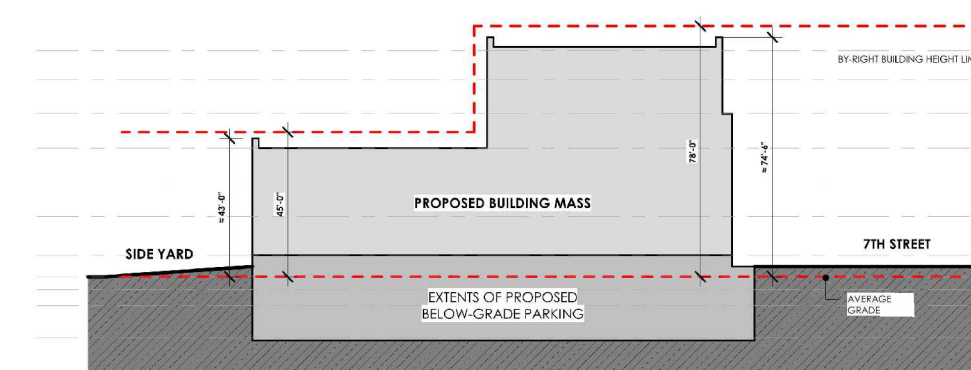 BY-RIGHT BUILDING HEIGHT
78'-0"
≈ 74'-6"
≈ 43'-0"
45'-0"
PROPOSED BUILDING MASS
SIDE YARD
7TH STREET
EXTENTS OF PROPOSED
BELOW-GRADE PARKING
AVERAGE
GRADE